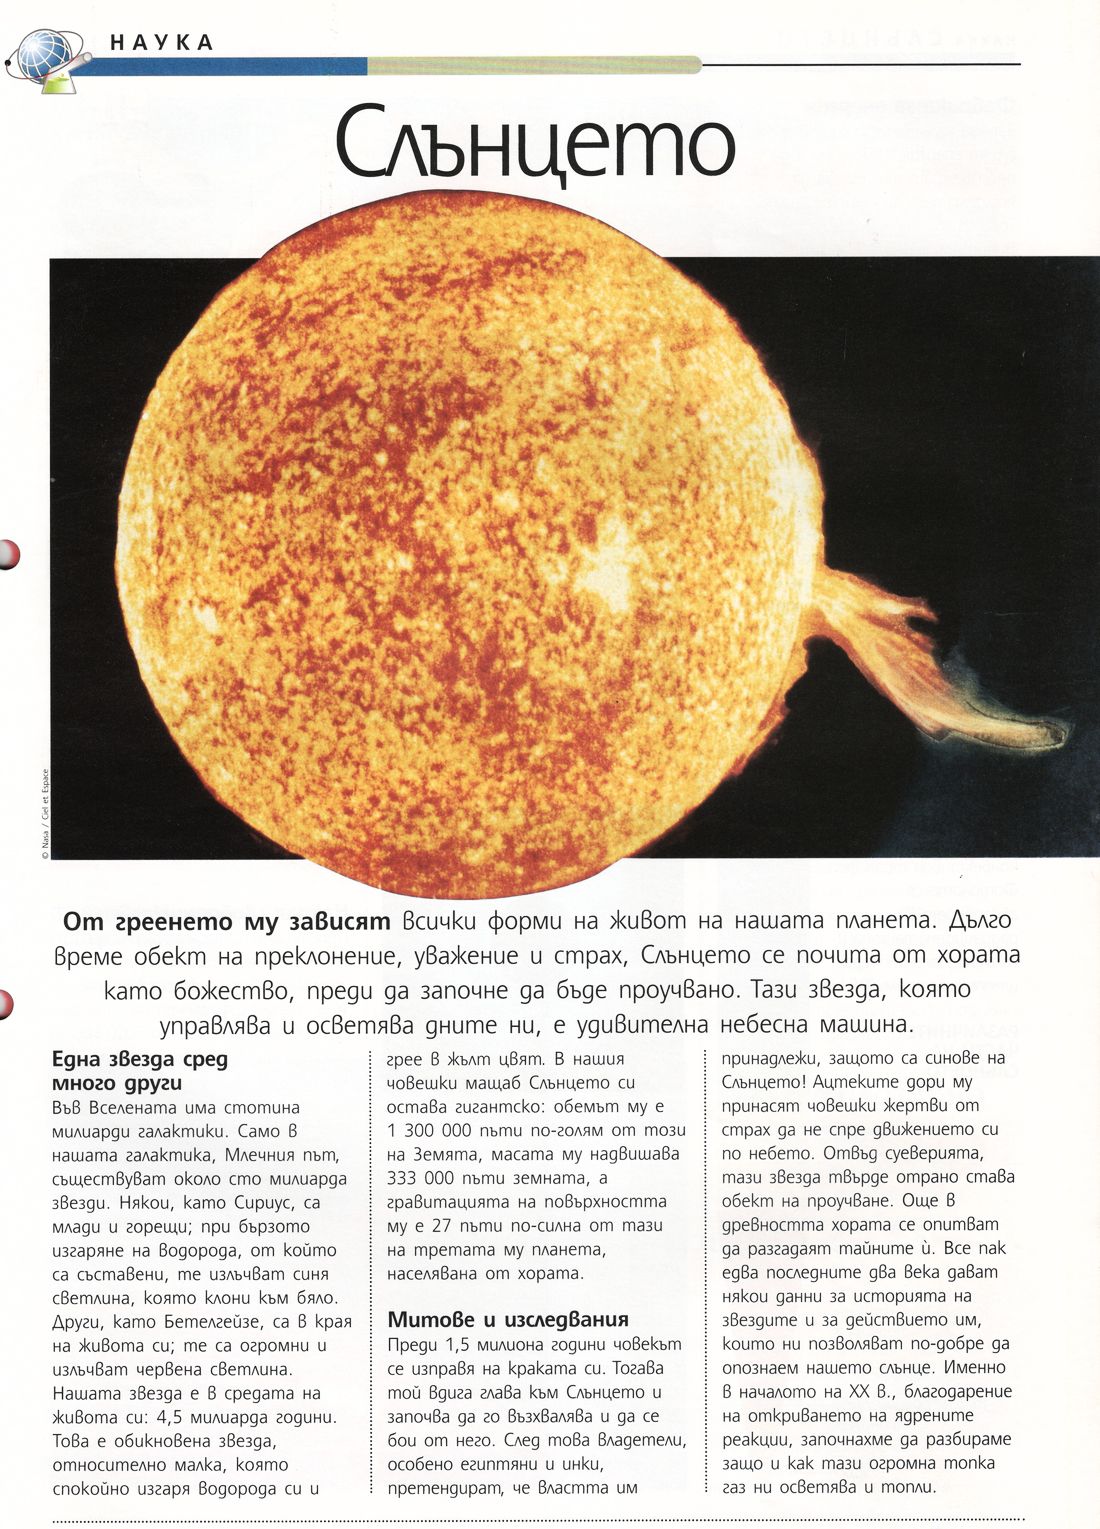 НАУКА
Слънцето
© Nasa / Ciel et Espace
От греенето му зависят всички форми на живот на нашата планета. Дълго
време обект на преклонение, уважение и страх, Слънцето се почита от хората
като божество, преди да започне да бъде проучвано. Тази звезда, която
управлява и осветява дните ни, е удивителна небесна машина.
Една звезда сред
много други
Във Вселената има стотина
милиарди галактики. Само в
нашата галактика, Млечния път,
съществуват около сто милиарда
звезди. Някои, като Сириус, са
млади и горещи; при бързото
изгаряне на водорода, от който
са съставени, те излъчват синя
светлина, която клони към бяло.
Други, като Бетелгейзе, са в края
на живота си; те са огромни и
излъчват червена светлина.
Нашата звезда е в средата на
живота си: 4,5 милиарда години.
Това е обикновена звезда,
относително малка, която
спокойно изгаря водорода си и
грее в жълт цвят. В нашия
човешки мащаб Слънцето си
остава гигантско: обемът му е
1 300 000 пъти по-голям от този
на Земята, масата му надвишава
333 000 пъти земната, а
гравитацията на повърхността
му е 27 пъти по-силна от тази
на третата му планета,
населявана от хората.
Митове и изследвания
Преди 1,5 милиона години човекът
се изправя на краката си. Тогава
той вдига глава към Слънцето и
започва да го възхвалява и да се
бои от него. След това владетели,
особено египтяни и инки,
претендират, че властта им
принадлежи, защото са синове на
Слънцето! Ацтеките дори му
принасят човешки жертви от
страх да не спре движението си
по небето. Отвъд суеверията,
тази звезда твърде отрано става
обект на проучване. Още в
древността хората се опитват
да разгадаят тайните ѝ. Все пак
едва последните два века дават
някои данни за историята на
звездите и за действието им,
които ни позволяват по-добре да
опознаем нашето слънце. Именно
в началото на XX в., благодарение
на откриването на ядрените
реакции, започнахме да разбираме
защо и как тази огромна топка
газ ни осветява и топли.